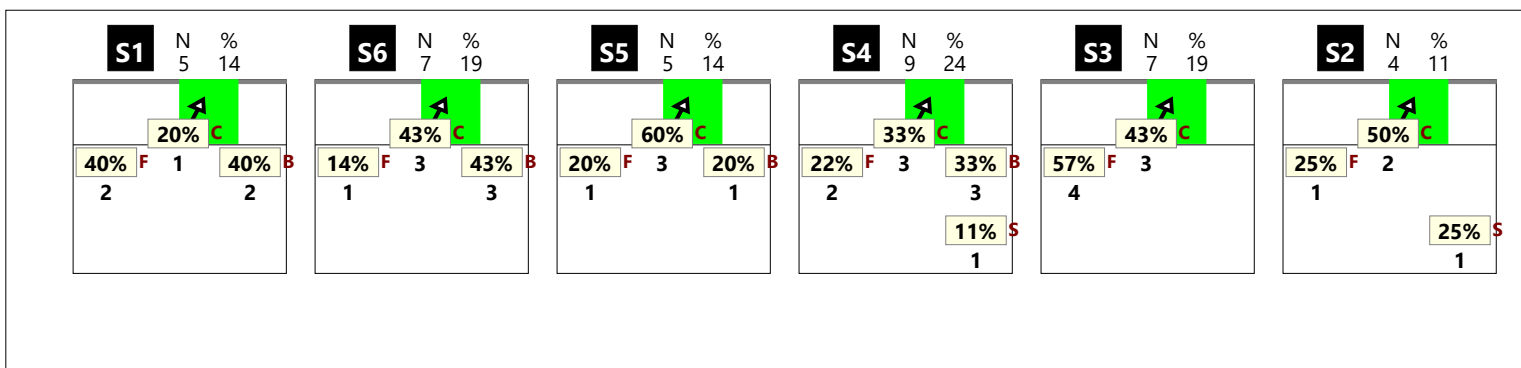 S1 N % 5 14
20% C
40% F 1 40% B
2 2
S6 N % 7 19
43% C
14% F 3 43% B
1 3
S5 N % 5 14
60% C
20% F 3 20% B
1 1
S4 N % 9 24
33% C
22% F 3 33% B
2 3
11% S
1
S3 N % 7 19
43% C
57% F 3
4
S2 N % 4 11
50% C
25% F 2
1
25% S
1